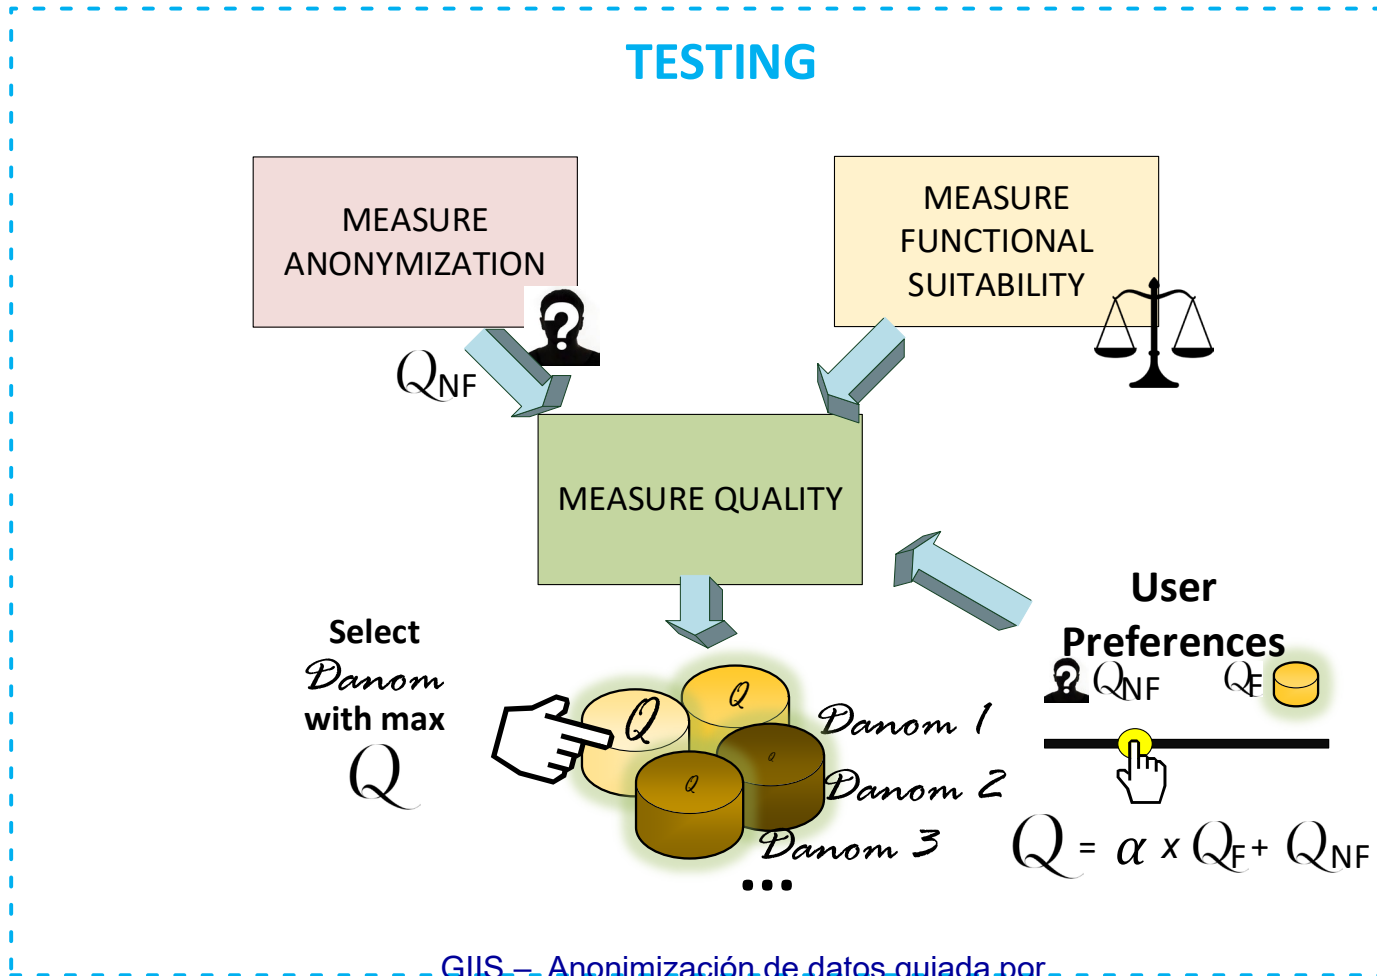 TESTING
MEASURE
ANONYMIZATION
MEASURE
FUNCTIONAL
SUITABILITY
?
QNF
MEASURE QUALITY
User
Preferences
? QNF QF
Select
Danom
with max
Q
Q
Q
Q
Q
Danom 1
Danom 2
Danom 3
...
Q = α x QF + QNF
GIIS – Anonimización de datos guiada por